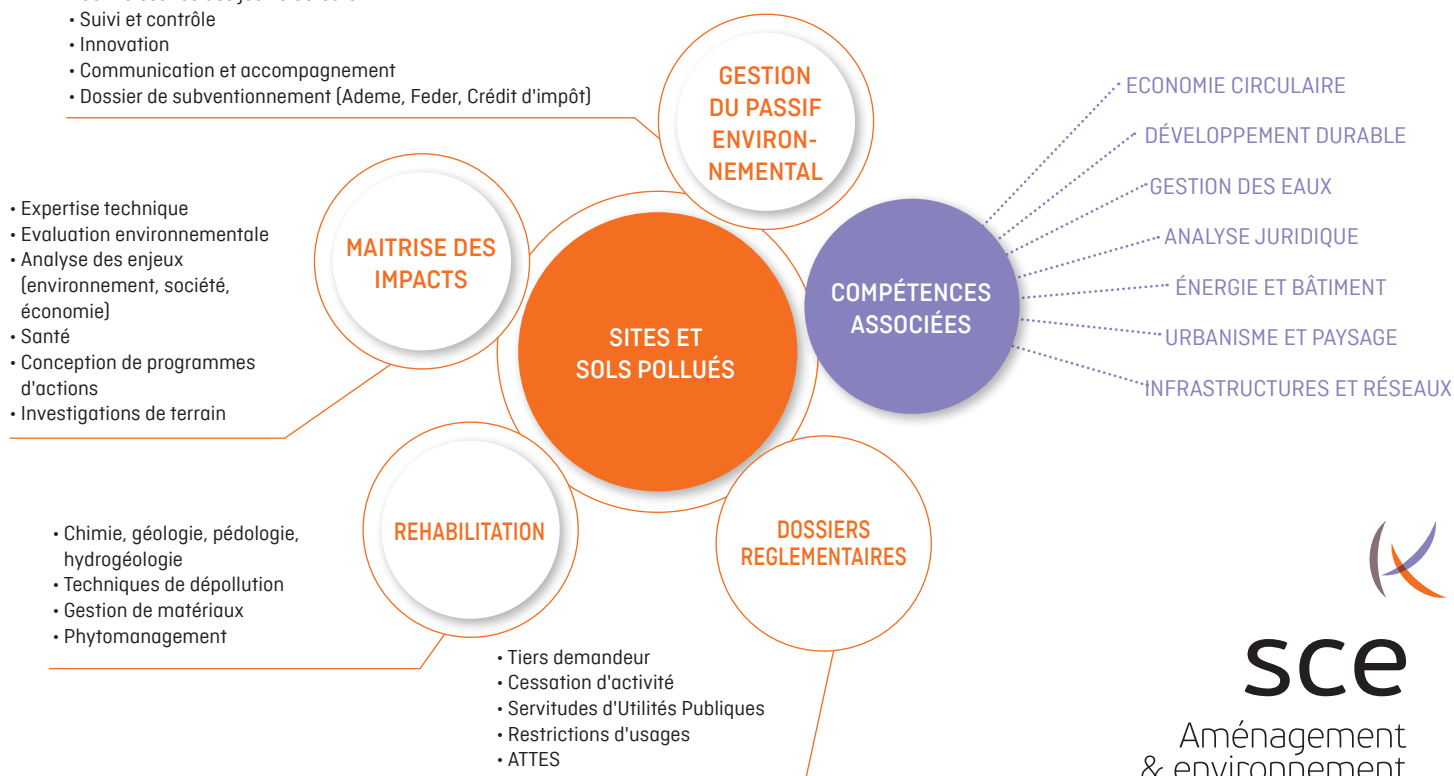 • Suivi et contrôle
• Innovation
• Communication et accompagnement
• Dossier de subventionnement (Ademe, Feder, Crédit d'impôt)
GESTION
DU PASSIF
ENVIRON-
NEMENTAL
• Expertise technique
• Evaluation environnementale
• Analyse des enjeux
(environnement, société,
économie)
• Santé
• Conception de programmes
d'actions
• Investigations de terrain
MAITRISE DES
IMPACTS
SITES ET
SOLS POLLUÉS
COMPÉTENCES
ASSOCIÉES
ECONOMIE CIRCULAIRE
DÉVELOPPEMENT DURABLE
GESTION DES EAUX
ANALYSE JURIDIQUE
ÉNERGIE ET BÂTIMENT
URBANISME ET PAYSAGE
INFRASTRUCTURES ET RÉSEAUX
• Chimie, géologie, pédologie,
hydrogéologie
• Techniques de dépollution
• Gestion de matériaux
• Phytomanagement
REHABILITATION
DOSSIERS
REGLEMENTAIRES
• Tiers demandeur
• Cessation d'activité
• Servitudes d'Utilités Publiques
• Restrictions d'usages
• ATTES
sce
Aménagement
& environnement